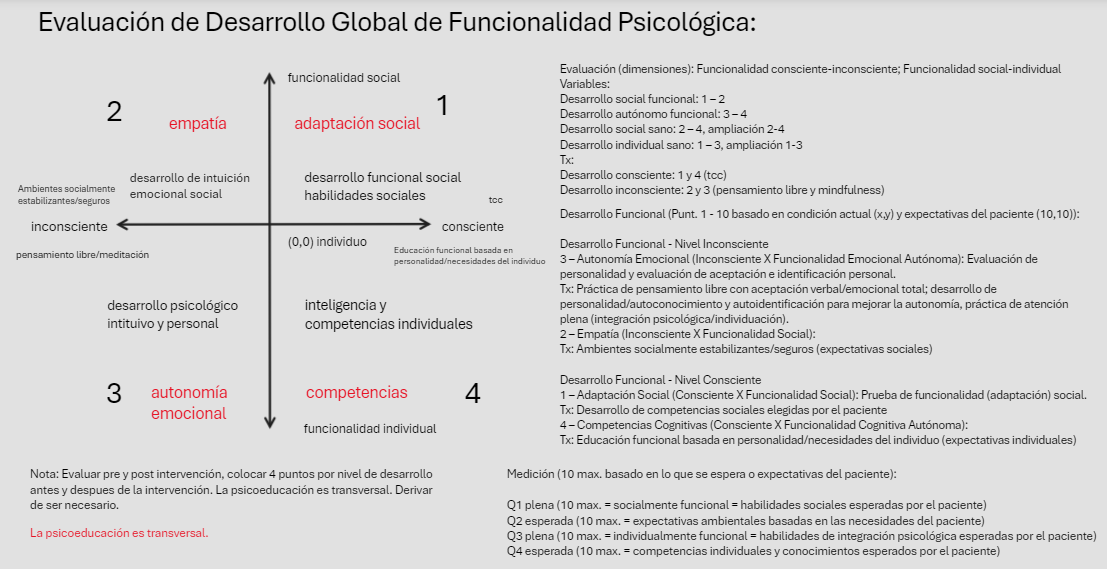 Evaluación de Desarrollo Global de Funcionalidad Psicológica:
funcionalidad social
2
1
empatía
adaptación social
desarrollo de intuición
emocional social
desarrollo funcional social
habilidades sociales
Ambientes socialmente
estabilizantes/seguros
tcc
inconsciente
consciente
(0,0) individuo
pensamiento libre/meditación
Educación funcional basada en
personalidad/necesidades del individuo
desarrollo psicológico
intituivo y personal
inteligencia y
competencias individuales
3
autonomía
emocional
competencias
4
funcionalidad individual
Nota: Evaluar pre y post intervención, colocar 4 puntos por nivel de desarrollo
antes y despues de la intervención. La psicoeducación es transversal. Derivar
de ser necesario.
La psicoeducación es transversal.
Evaluación (dimensiones): Funcionalidad consciente-inconsciente; Funcionalidad social-individual
Variables:
Desarrollo social funcional: 1 – 2
Desarrollo autónomo funcional: 3 – 4
Desarrollo social sano: 2 – 4, ampliación 2-4
Desarrollo individual sano: 1 – 3, ampliación 1-3
Tx:
Desarrollo consciente: 1 y 4 (tcc)
Desarrollo inconsciente: 2 y 3 (pensamiento libre y mindfulness)
Desarrollo Funcional (Punt. 1 - 10 basado en condición actual (x,y) y expectativas del paciente (10,10)):
Desarrollo Funcional - Nivel Inconsciente
3 – Autonomía Emocional (Inconsciente X Funcionalidad Emocional Autónoma): Evaluación de
personalidad y evaluación de aceptación e identificación personal.
Tx: Práctica de pensamiento libre con aceptación verbal/emocional total; desarrollo de
personalidad/autoconocimiento y autoidentificación para mejorar la autonomía, práctica de atención
plena (integración psicológica/individuación).
2 – Empatía (Inconsciente X Funcionalidad Social):
Tx: Ambientes socialmente estabilizantes/seguros (expectativas sociales)
Desarrollo Funcional - Nivel Consciente
1 – Adaptación Social (Consciente X Funcionalidad Social): Prueba de funcionalidad (adaptación) social.
Tx: Desarrollo de competencias sociales elegidas por el paciente
4 – Competencias Cognitivas (Consciente X Funcionalidad Cognitiva Autónoma):
Tx: Educación funcional basada en personalidad/necesidades del individuo (expectativas individuales)
Medición (10 max. basado en lo que se espera o expectativas del paciente):
Q1 plena (10 max. = socialmente funcional = habilidades sociales esperadas por el paciente)
Q2 esperada (10 max. = expectativas ambientales basadas en las necesidades del paciente)
Q3 plena (10 max. = individualmente funcional = habilidades de integración psicológica esperadas por el paciente)
Q4 esperada (10 max. = competencias individuales y conocimientos esperados por el paciente)